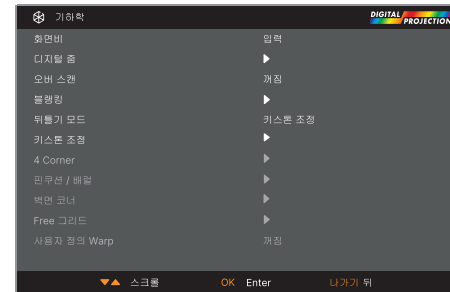 기하학
DIGITAL PROJECTION
화면비 입력
디지털 줌 ▶
오버 스캔 꺼짐
블랭킹 ▶
뒤틀기 모드 키스톤 조정
키스톤 조정 ▶
4 Corner ▶
핀쿠션 / 배럴 ▶
벽면 코너 ▶
Free 그리드 ▶
사용자 정의 Warp 꺼짐
▼▲ 스크롤 OK Enter 나가기 뒤